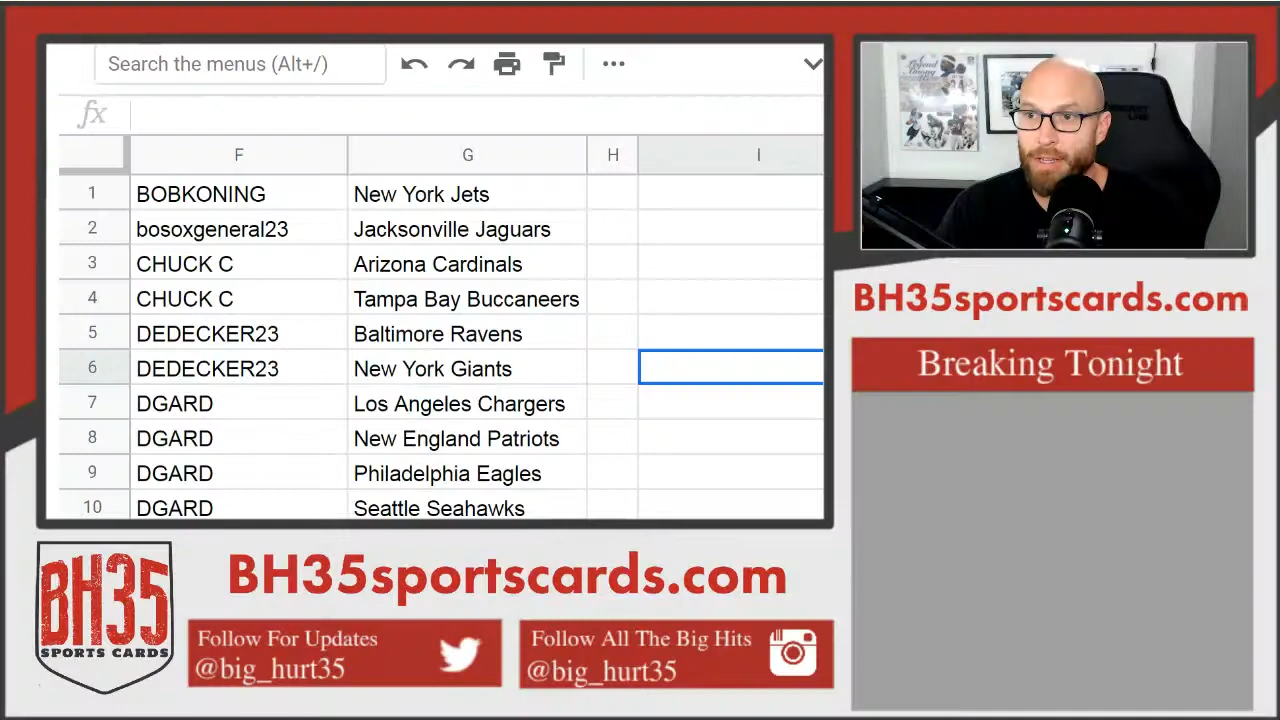 Search the menus (Alt+/)
fx
F G H I
1 BOBKONING New York Jets
2 bosoxgeneral23 Jacksonville Jaguars
3 CHUCK C Arizona Cardinals
4 CHUCK C Tampa Bay Buccaneers
5 DEDECKER23 Baltimore Ravens
6 DEDECKER23 New York Giants
7 DGARD Los Angeles Chargers
8 DGARD New England Patriots
9 DGARD Philadelphia Eagles
10 DGARD Seattle Seahawks
BH35sportscards.com
Breaking Tonight
BH35
SPORTS CARDS
BH35sportscards.com
Follow For Updates
@big_hurt35
Follow All The Big Hits
@big_hurt35